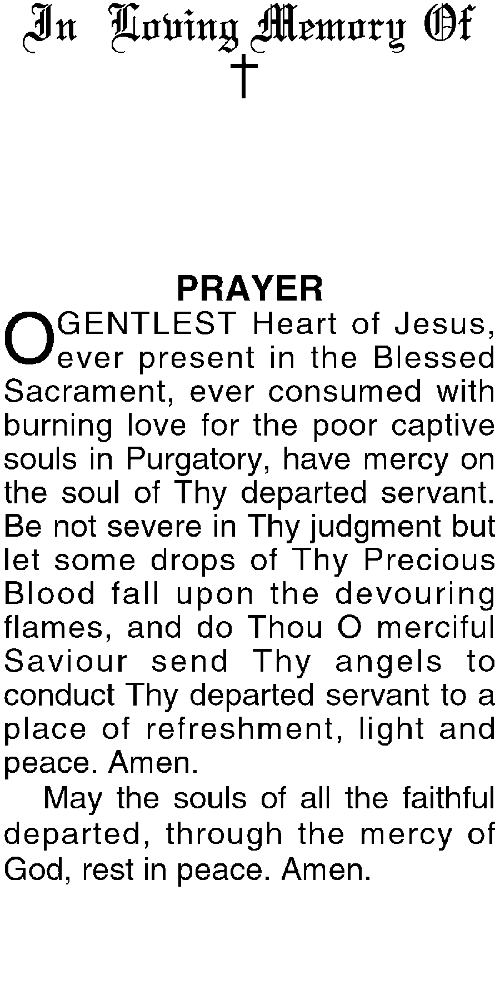 In Loving Memory Of
PRAYER
O GENTLEST Heart of Jesus,
ever present in the Blessed
Sacrament, ever consumed with
burning love for the poor captive
souls in Purgatory, have mercy on
the soul of Thy departed servant.
Be not severe in Thy judgment but
let some drops of Thy Precious
Blood fall upon the devouring
flames, and do Thou O merciful
Saviour send Thy angels to
conduct Thy departed servant to a
place of refreshment, light and
peace. Amen.
May the souls of all the faithful
departed, through the mercy of
God, rest in peace. Amen.